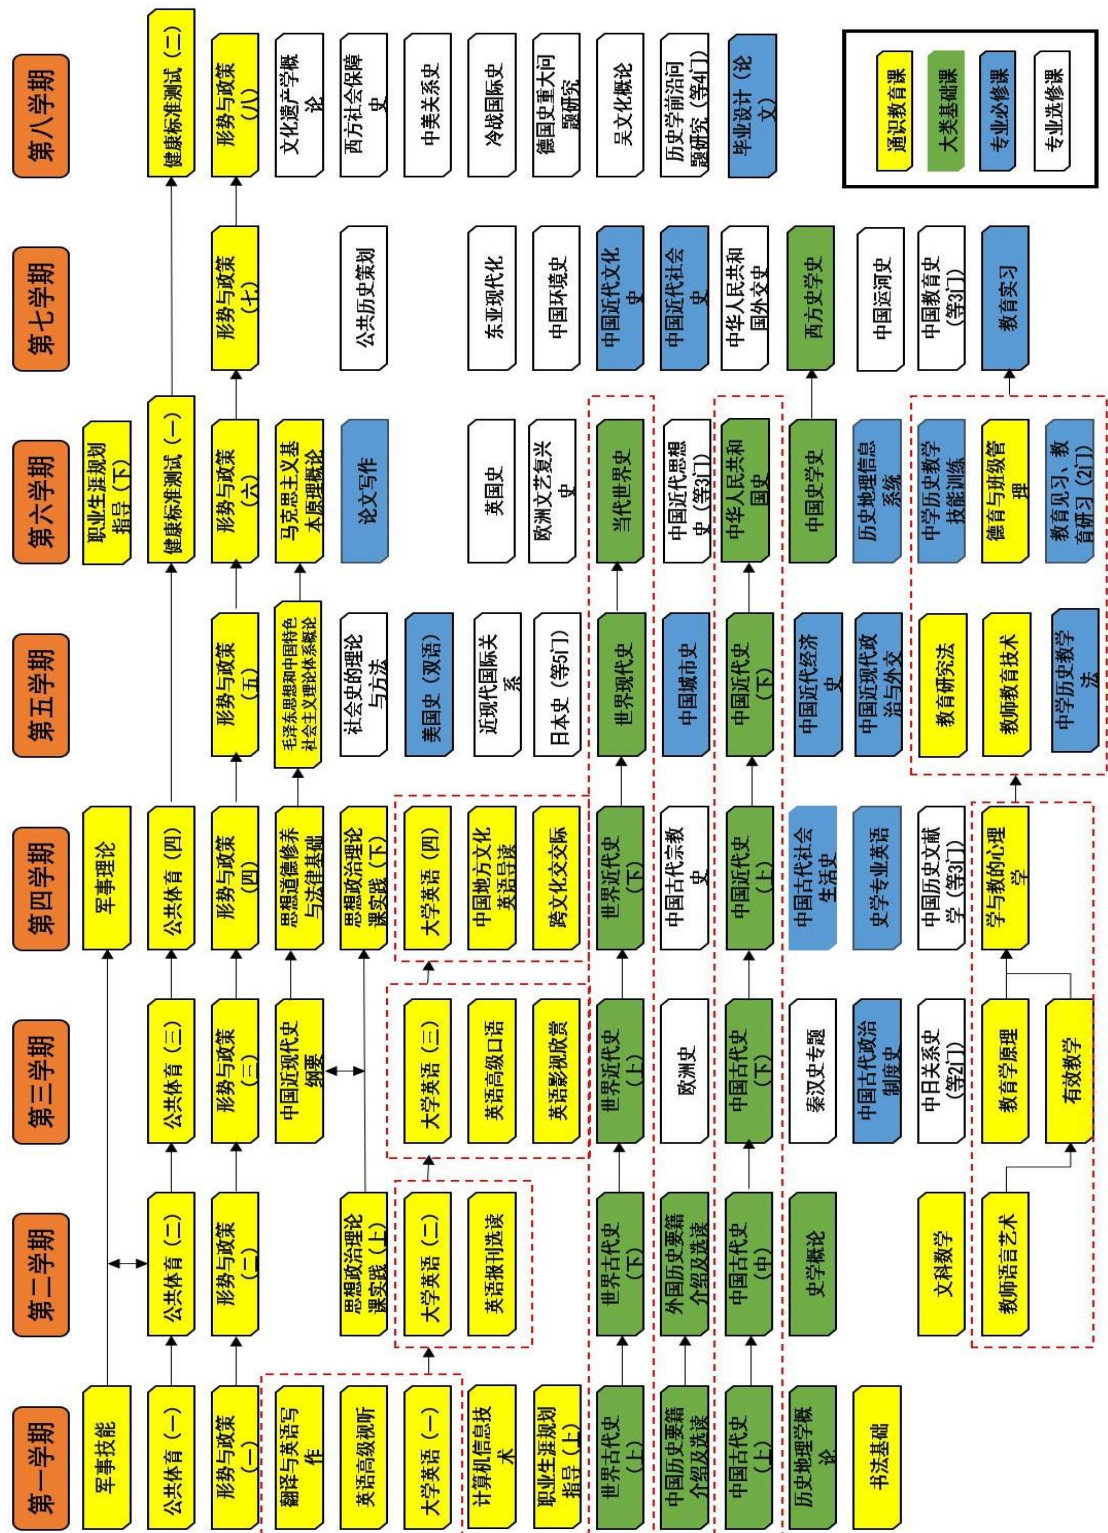 第一学期
军事技能
公共体育（一）
形势与政策
（一）
翻译与英语写
作
英语高级视听
大学英语（一）
计算机信息技
术
职业生涯规划
指导（上）
世界古代史
（上）
中国历史要籍
介绍及选读
中国古代史
（上）
历史地理学概
论
书法基础
第二学期
公共体育（二）
形势与政策
（二）
思想政治理论
课实践（上）
大学英语（二）
英语报刊选读
世界古代史
（下）
外国历史要籍
介绍及选读
中国古代史
（中）
史学概论
文科数学
教师语言艺术
第三学期
公共体育（三）
形势与政策
（三）
中国近现代史
纲要
大学英语（三）
英语高级口语
英语影视欣赏
世界近代史
（上）
欧洲史
中国古代史
（下）
秦汉史专题
中国古代政治
制度史
中日关系史
（等2门）
教育学原理
有效教学
第四学期
军事理论
公共体育（四）
形势与政策
（四）
思想道德修养
与法律基础
思想政治理论
课实践（下）
大学英语（四）
中国地方文化
英语导读
跨文化交际
世界近代史
（下）
中国古代宗教
史
中国近代史
（上）
中国古代社会
生活史
史学专业英语
中国历史文献
学（等3门）
学与教的心理
学
第五学期
形势与政策
（五）
毛泽东思想和中国特色
社会主义理论体系概论
社会史的理论
与方法
美国史（双语）
近现代国际关
系
日本史（等5门）
世界现代史
中国城市史
中国近代史
（下）
中国近代经济
史
中国近现代政
治与外交
教育研究法
教师教育技术
中学历史教学
法
第六学期
职业生涯规划
指导（下）
健康标准测试（一）
形势与政策
（六）
马克思主义基
本原理概论
论文写作
英国史
欧洲文艺复兴
史
当代世界史
中国近代思想
史（等3门）
中华人民共和
国史
中国史学史
历史地理信息
系统
中学历史教学
技能训练
德育与班级管
理
教育见习、教
育研习（2门）
第七学期
形势与政策
（七）
公共历史策划
东亚现代化
中国环境史
中国近代文化
史
中国近代社会
史
中华人民共和
国外交史
西方史学史
中国运河史
中国教育史
（等3门）
教育实习
第八学期
健康标准测试（二）
形势与政策
（八）
文化遗产学概
论
西方社会保障
史
中美关系史
冷战国际史
德国史重大问
题研究
吴文化概论
历史学前沿问
题研究（等4门）
毕业设计（论
文）
通识教育课
大类基础课
专业必修课
专业选修课